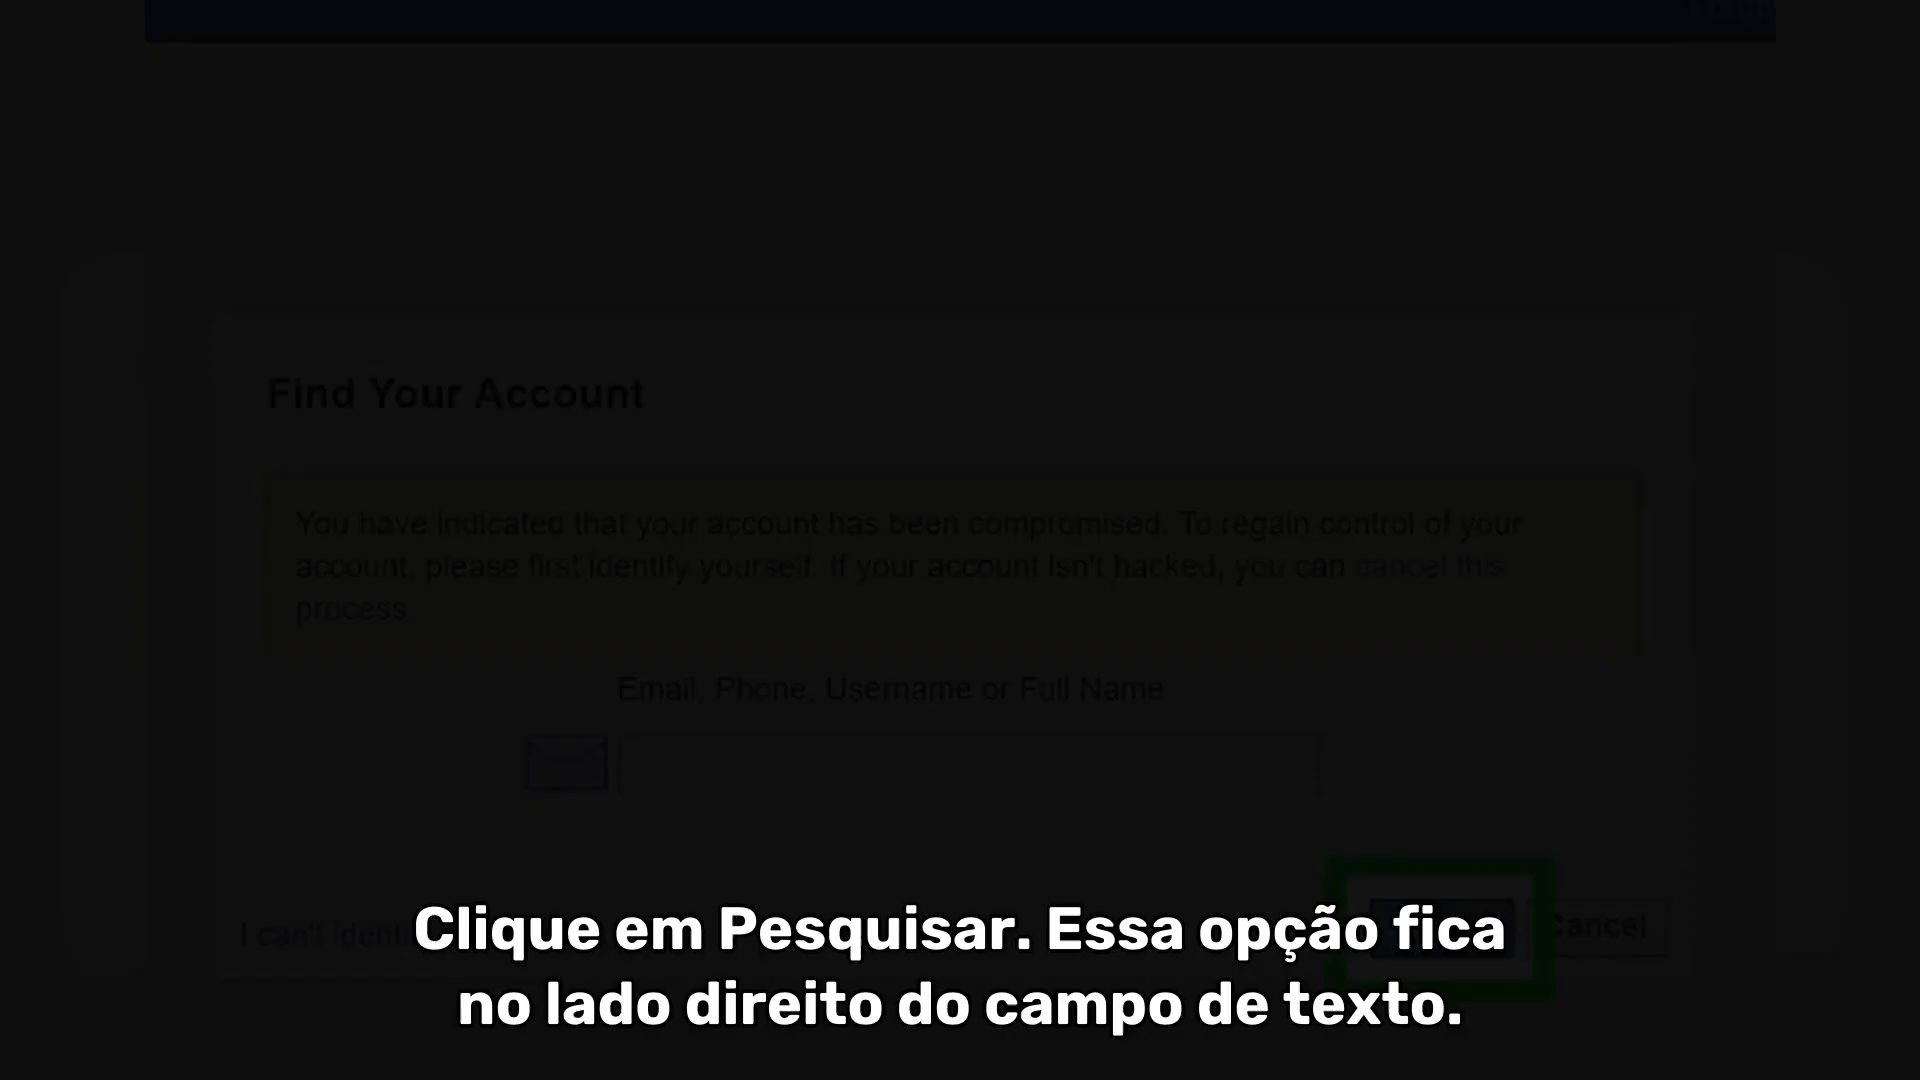 Find Your Account
You have indicated that your account has been compromised. To regain control of your
account, please first identify yourself. If your account isn't hacked, you can cancel this
process.
Email, Phone, Username or Full Name
I can't
Cancel
Clique em Pesquisar. Essa opção fica
no lado direito do campo de texto.